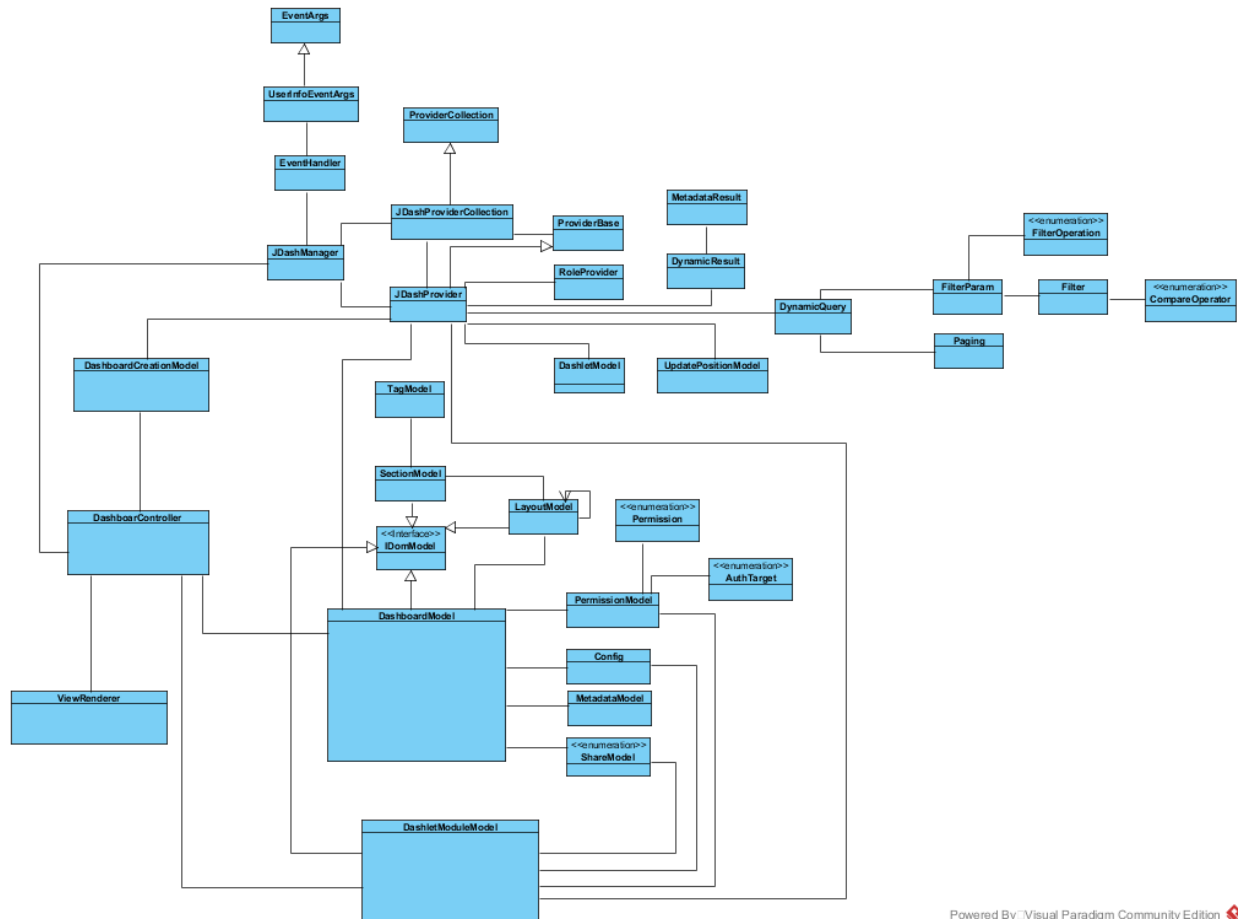 EventArgs
UserInfoEventArgs
ProviderCollection
EventHandler
MetadataResult
JDashProviderCollection
ProviderBase
<<enumeration>>
FilterOperation
JDashManager
DynamicResult
RoleProvider
JDashProvider
FilterParam
Filter
<<enumeration>>
CompareOperator
DynamicQuery
Paging
DashboardCreationModel
DashletModel
UpdatePositionModel
TagModel
SectionModel
LayoutModel
<<enumeration>>
Permission
DashboarController
<<Interface>>
IDomModel
<<enumeration>>
AuthTarget
PermissionModel
DashboardModel
Config
ViewRenderer
MetadataModel
<<enumeration>>
ShareModel
DashletModuleModel
Powered By Visual Paradigm Community Edition